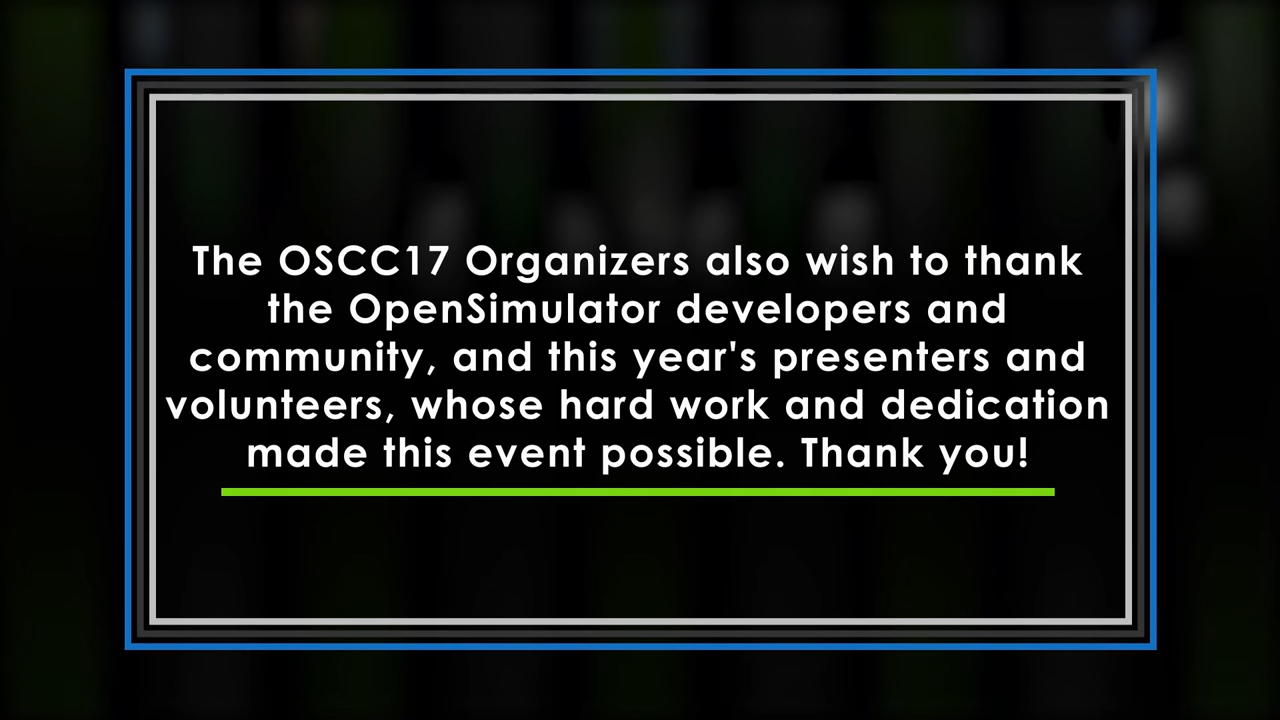 The OSCC17 Organizers also wish to thank
the OpenSimulator developers and
community, and this year's presenters and
volunteers, whose hard work and dedication
made this event possible. Thank you!